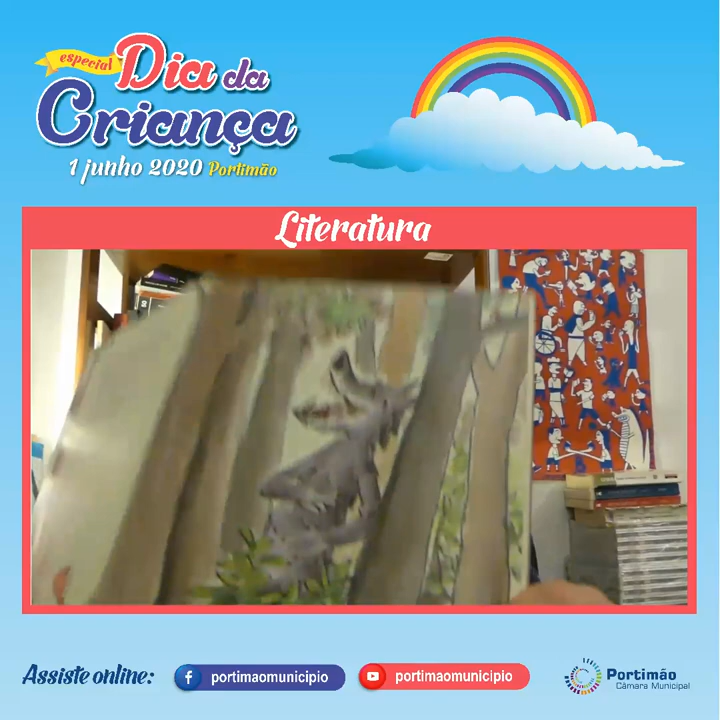 especial
Dia da
Criança
1 junho 2020 Portimão
Literatura
Assiste online:
portimaomunicipio
portimaomunicipio
Portimão
Câmara Municipal